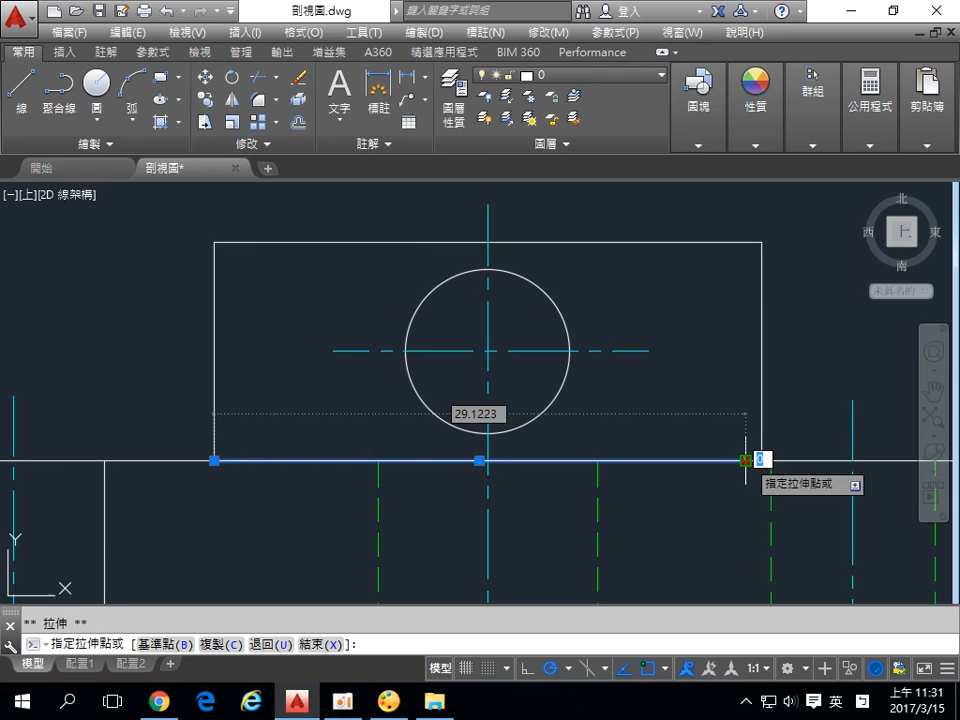 剖視圖.dwg
鍵入關鍵字或詞組
登入
檔案(F)
編輯(E)
檢視(V)
插入(I)
格式(O)
工具(T)
繪製(D)
標註(N)
修改(M)
參數式(P)
視窗(W)
說明(H)
常用
插入
註解
參數式
檢視
管理
輸出
增益集
A360
精選應用程式
BIM 360
Performance
線
聚合線
圓
弧
文字
標註
圖層
性質
0
圖塊
性質
群組
公用程式
剪貼簿
繪製
修改
註解
圖層
開始
剖視圖*
[−][上][2D 線架構]
北
西
上
東
南
未具名的
29.1223
0
指定拉伸點或
Y
X
** 拉伸 **
指定拉伸點或 [基準點(B) 複製(C) 退回(U) 結束(X)]:
模型
配置1
配置2
模型
1:1
英
上午 11:31
2017/3/15